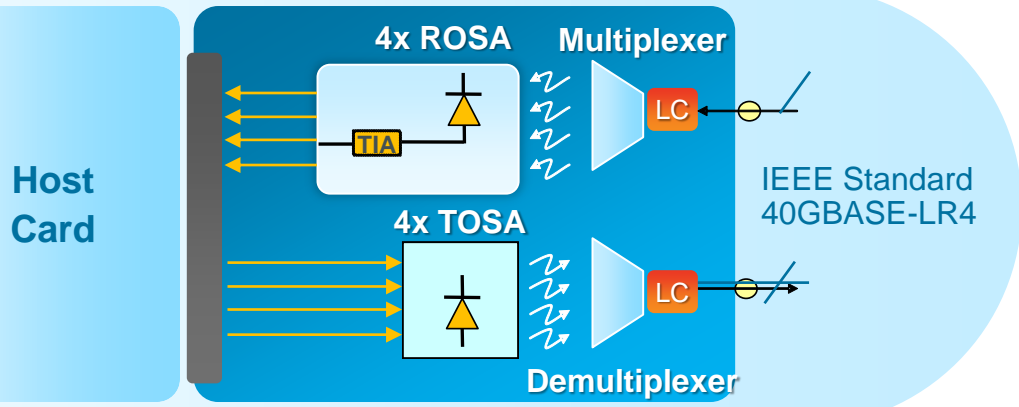 4x ROSA
Multiplexer
TIA
LC
Host
Card
IEEE Standard
40GBASE-LR4
4x TOSA
LC
Demultiplexer